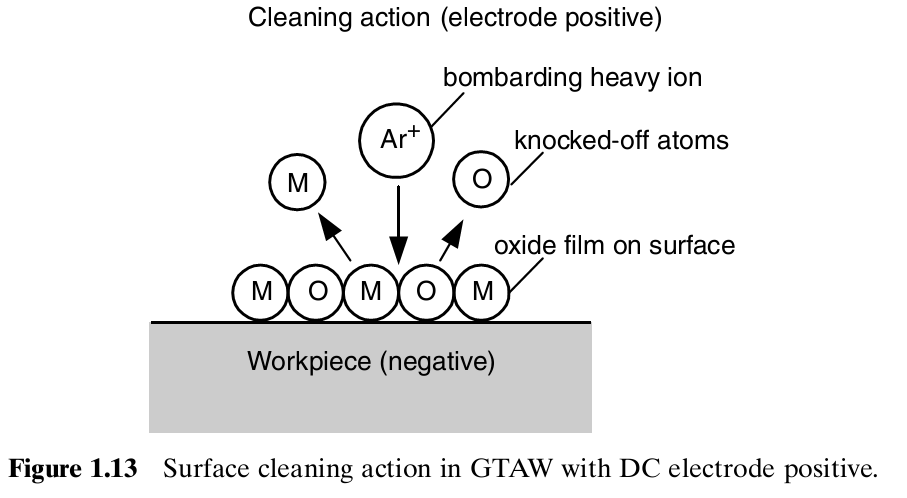 Cleaning action (electrode positive)
bombarding heavy ion
Ar+
knocked-off atoms
M
O
oxide film on surface
M O M O M
Workpiece (negative)
Figure 1.13 Surface cleaning action in GTAW with DC electrode positive.